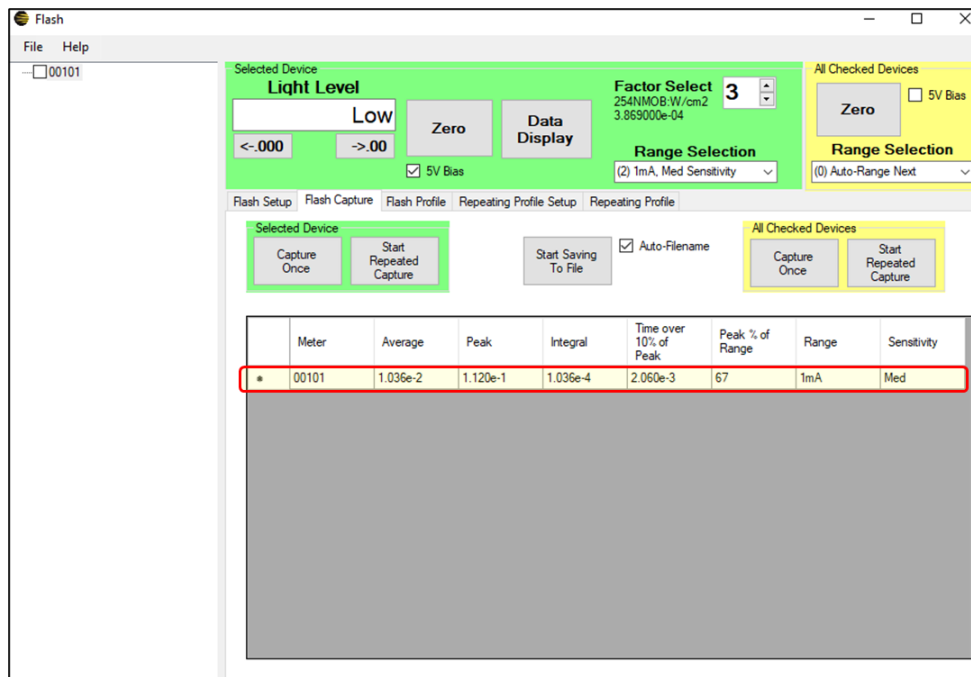 Flash
File Help
00101
Selected Device
Light Level
Low
<-.000
->.00
Zero
Data
Display
5V Bias
Factor Select
254NMOB:W/cm2
3.869000e-04
3
Range Selection
(2) 1mA, Med Sensitivity
All Checked Devices
Zero
5V Bias
Range Selection
(0) Auto-Range Next
Flash Setup Flash Capture Flash Profile Repeating Profile Setup Repeating Profile
Selected Device
Capture
Once
Start
Repeated
Capture
Start Saving
To File
Auto-Filename
All Checked Devices
Capture
Once
Start
Repeated
Capture
Meter Average Peak Integral Time over
10% of
Peak
Peak % of
Range
Range Sensitivity
* 00101 1.036e-2 1.120e-1 1.036e-4 2.060e-3 67 1mA Med